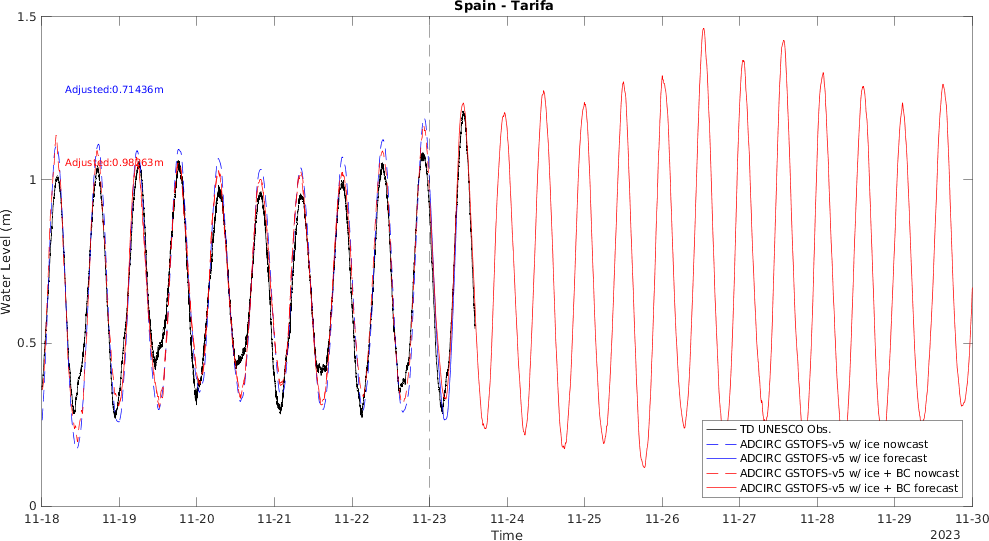 Spain - Tarifa
1.5
1
0.5
0
Water Level (m)
Adjusted:0.71436m
TD UNESCO Obs.
ADCIRC GSTOFS-v5 w/ ice nowcast
ADCIRC GSTOFS-v5 w/ ice forecast
ADCIRC GSTOFS-v5 w/ ice + BC nowcast
ADCIRC GSTOFS-v5 w/ ice + BC forecast
11-18 11-19 11-20 11-21 11-22 11-23 11-24 11-25 11-26 11-27 11-28 11-29 11-30
Time
2023